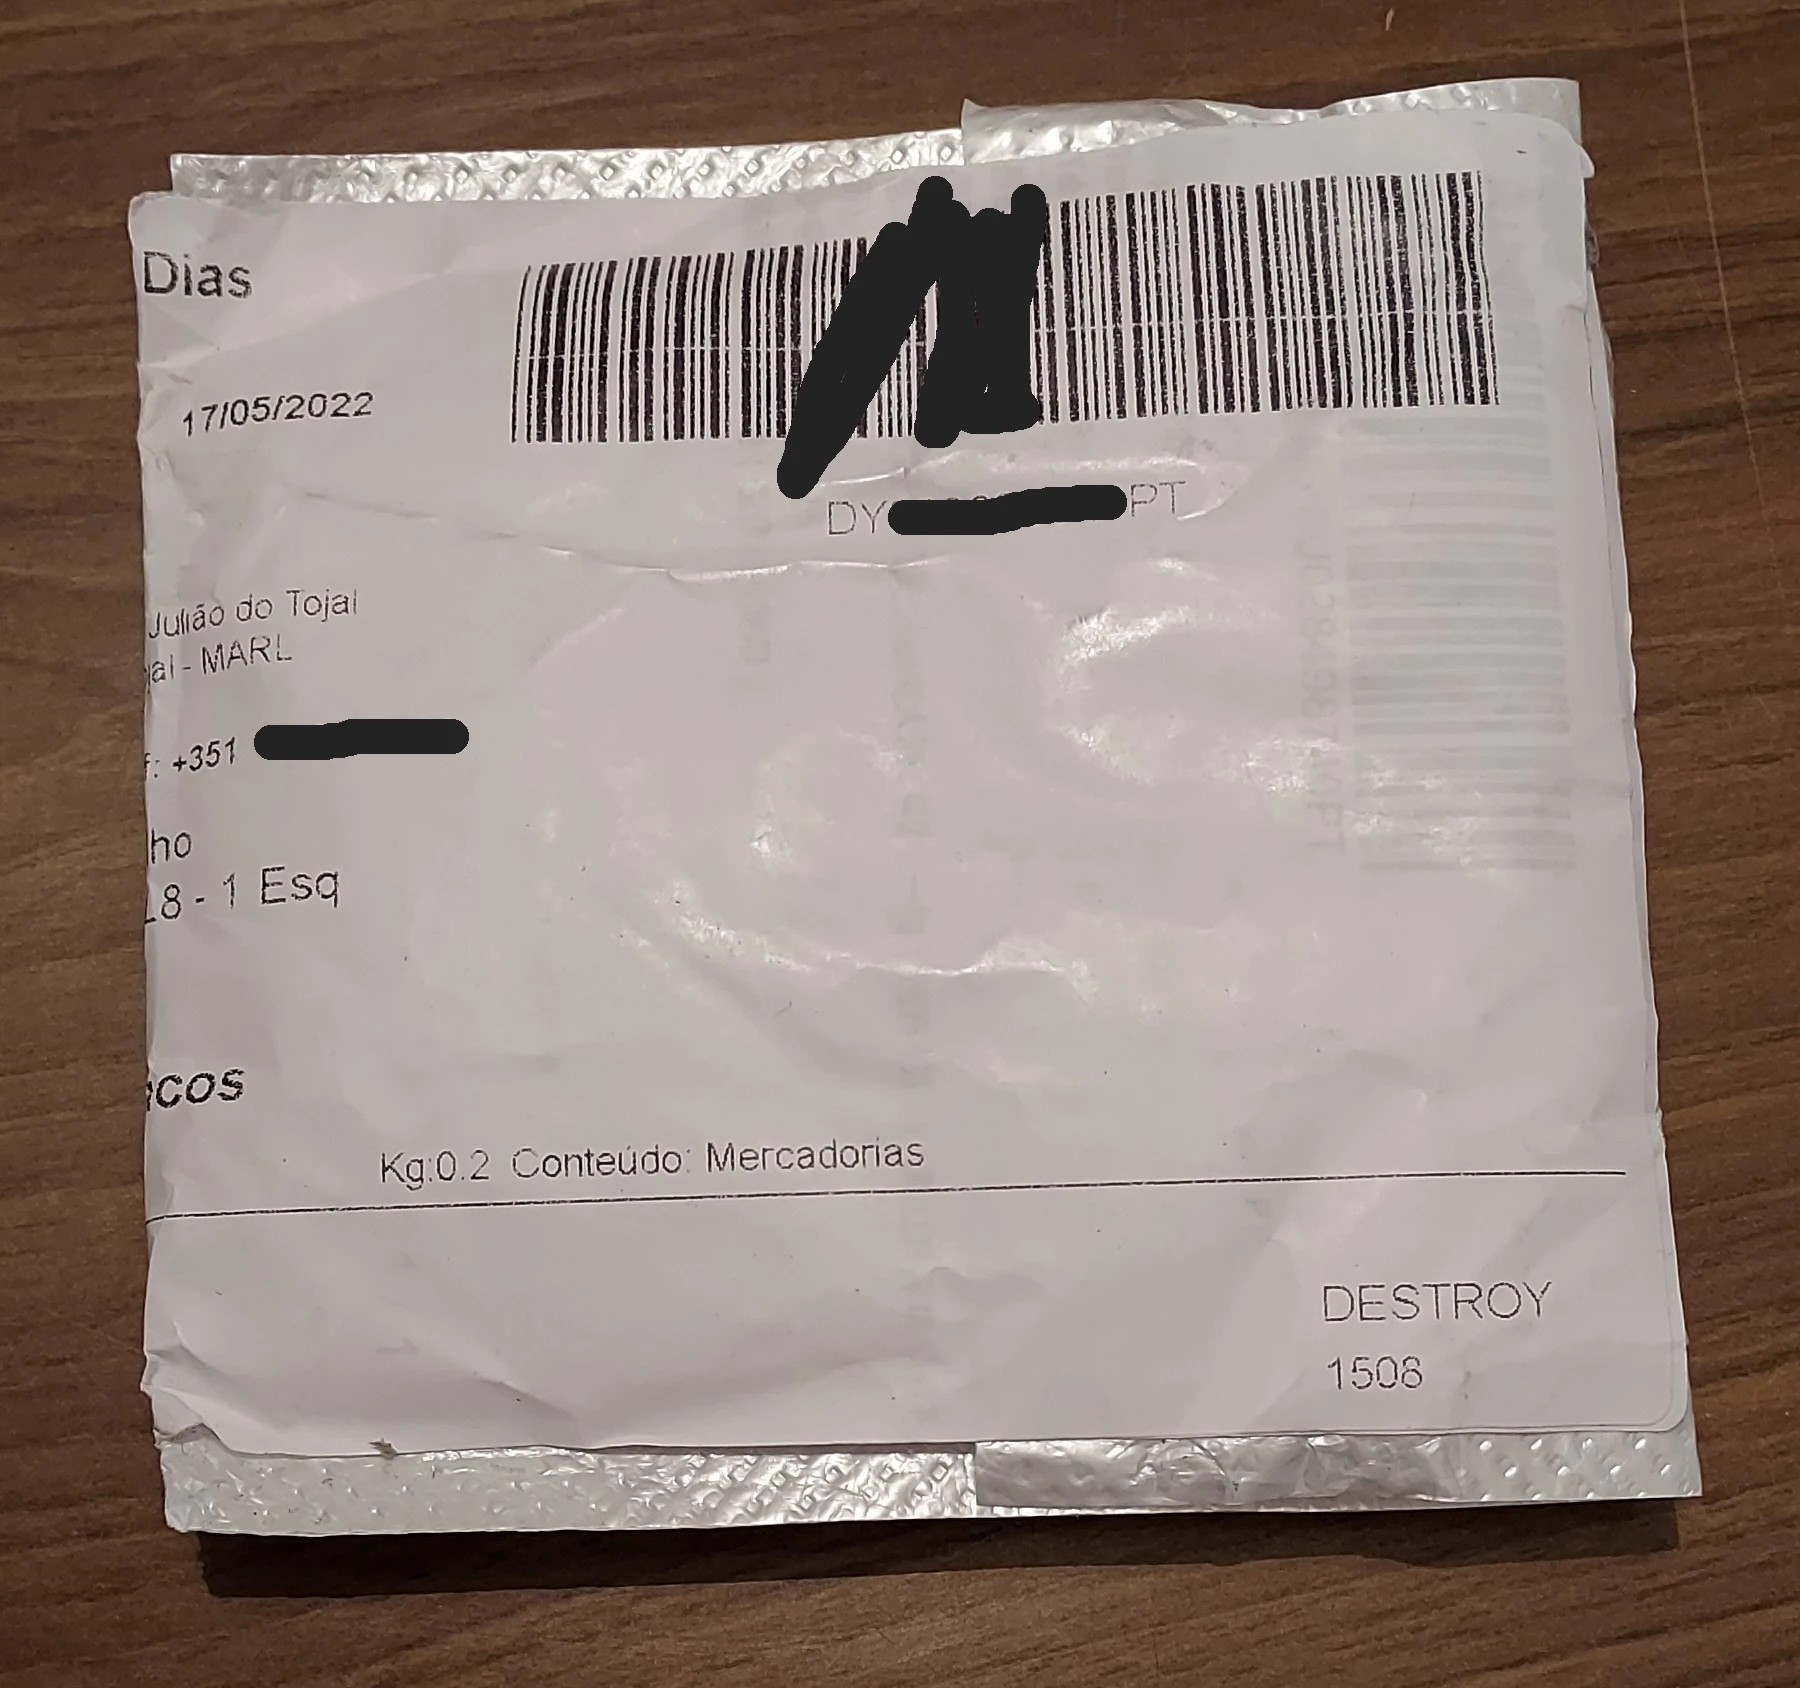 Dias
17/05/2022
DY PT
Julião do Tojal
jal - MARL
f: +351
lho
L8 - 1 Esq
cos
Kg:0.2 Conteúdo: Mercadorias
DESTROY
1508